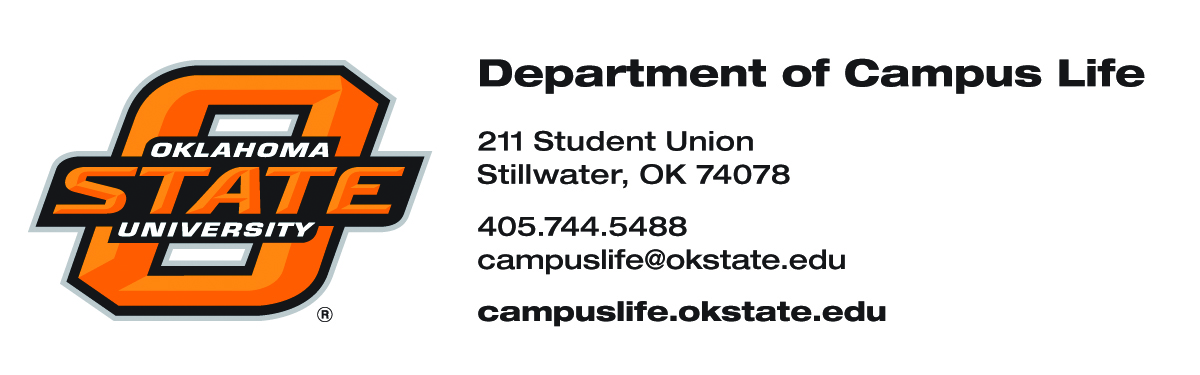 OKLAHOMA
STATE
UNIVERSITY
®
Department of Campus Life
211 Student Union
Stillwater, OK 74078
405.744.5488
campuslife@okstate.edu
campuslife.okstate.edu